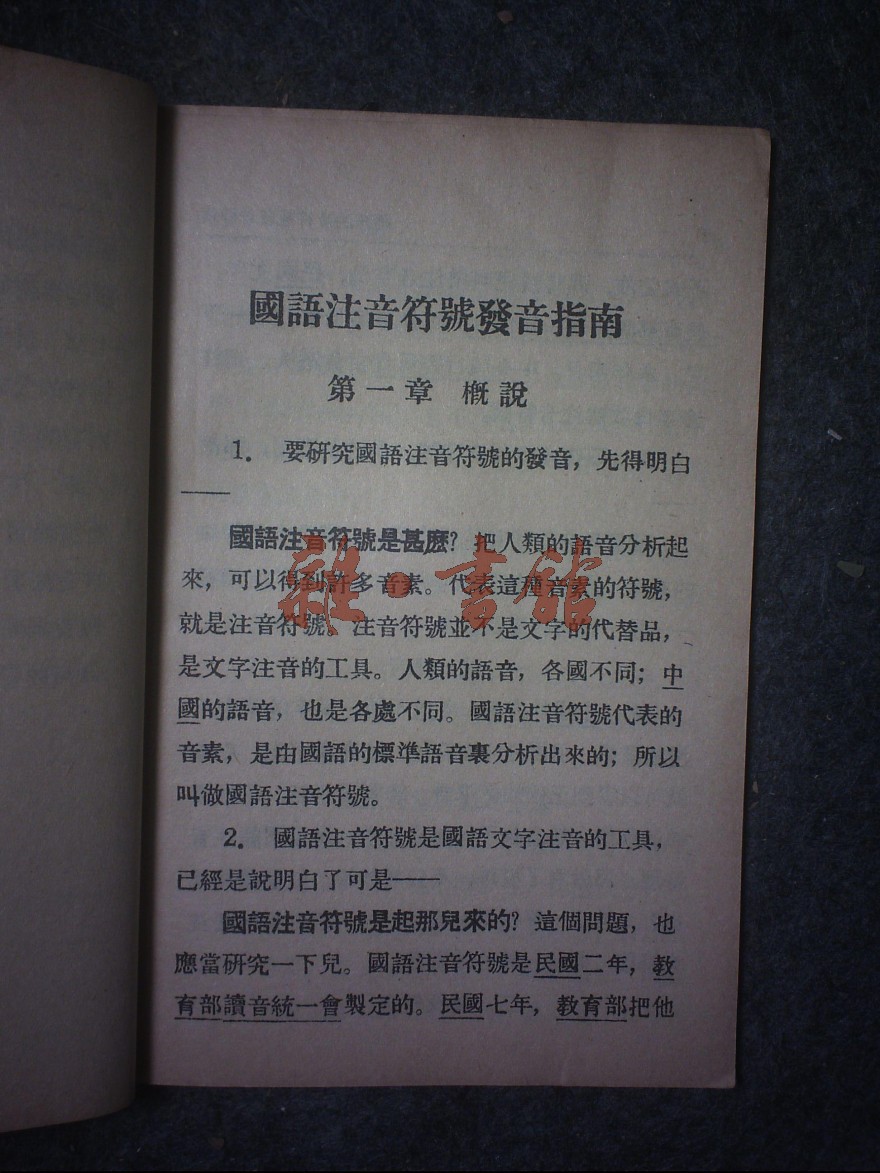 國語注音符號發音指南
第一章 概說
1. 要研究國語注音符號的發音，先得明白
——
國語注音符號是甚麽？把人類的語音分析起
來，可以得到許多音素。代表這種音素的符號，
就是注音符號。注音符號並不是文字的代替品，
是文字注音的工具。人類的語音，各國不同；中
國的語音，也是各處不同。國語注音符號代表的
音素，是由國語的標準語音裏分析出來的；所以
叫做國語注音符號。
2. 國語注音符號是國語文字注音的工具，
已經是說明白了可是——
國語注音符號是起那兒來的？這個問題，也
應當研究一下兒。國語注音符號是民國二年，教
育部讀音統一會製定的。民國七年，教育部把他
雜·書館